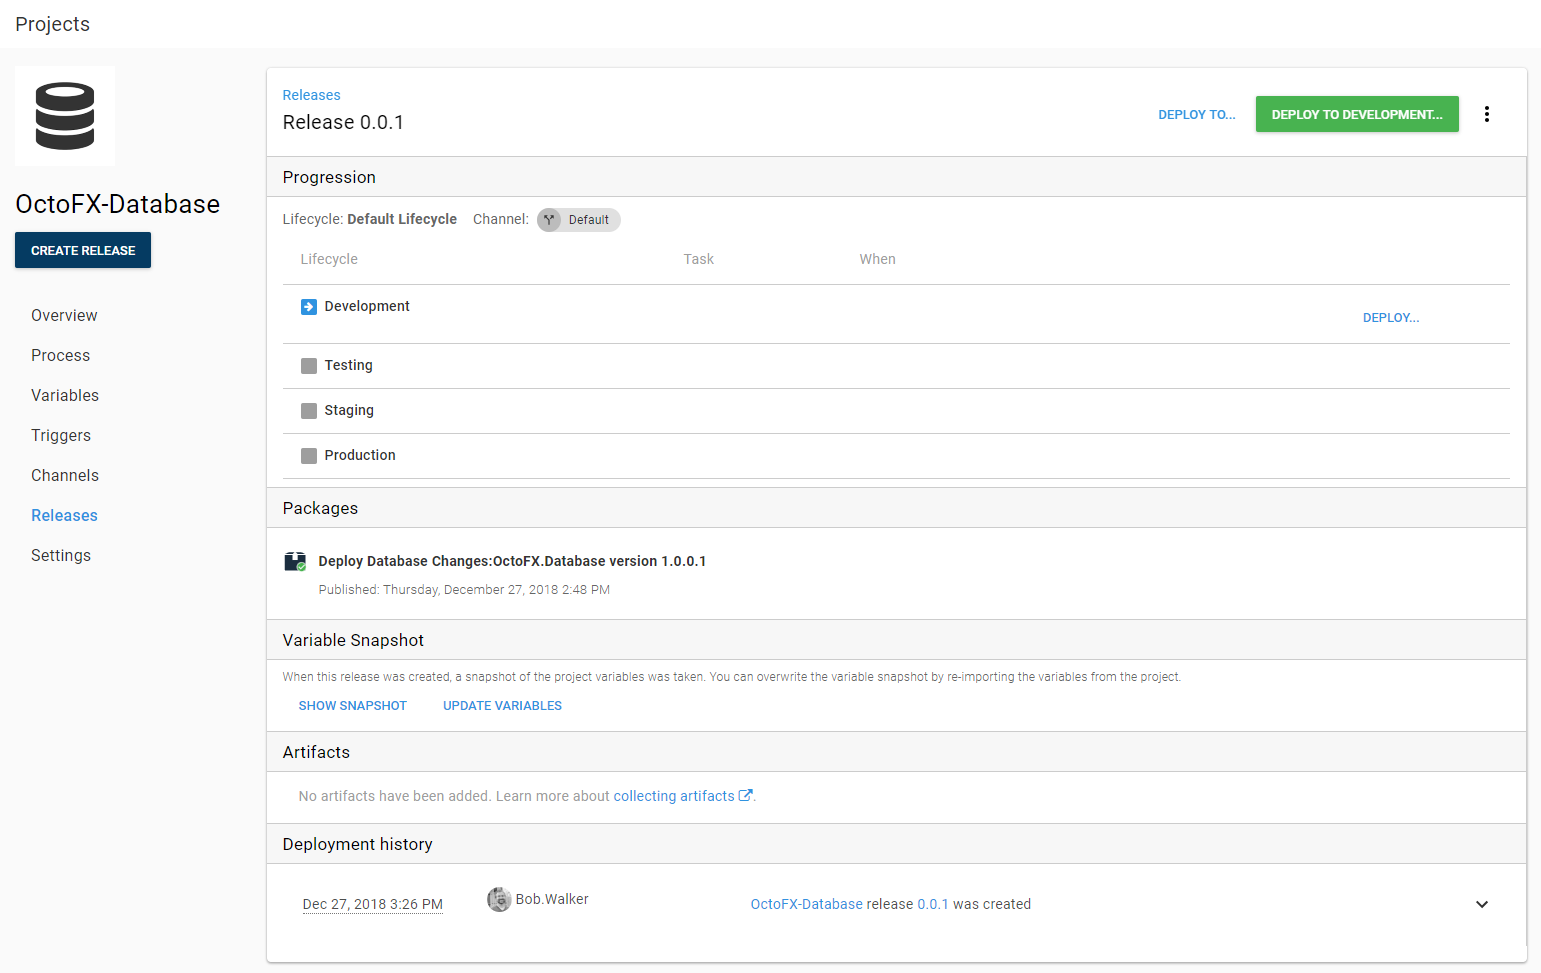 Projects
OctoFX-Database
CREATE RELEASE
Overview
Process
Variables
Triggers
Channels
Releases
Settings
Releases
Release 0.0.1
DEPLOY TO...
DEPLOY TO DEVELOPMENT...
Progression
Lifecycle: Default Lifecycle Channel: Default
Lifecycle Task When
Development DEPLOY...
Testing
Staging
Production
Packages
Deploy Database Changes:OctoFX.Database version 1.0.0.1
Published: Thursday, December 27, 2018 2:48 PM
Variable Snapshot
When this release was created, a snapshot of the project variables was taken. You can overwrite the variable snapshot by re-importing the variables from the project.
SHOW SNAPSHOT UPDATE VARIABLES
Artifacts
No artifacts have been added. Learn more about collecting artifacts.
Deployment history
Dec 27, 2018 3:26 PM Bob.Walker OctoFX-Database release 0.0.1 was created